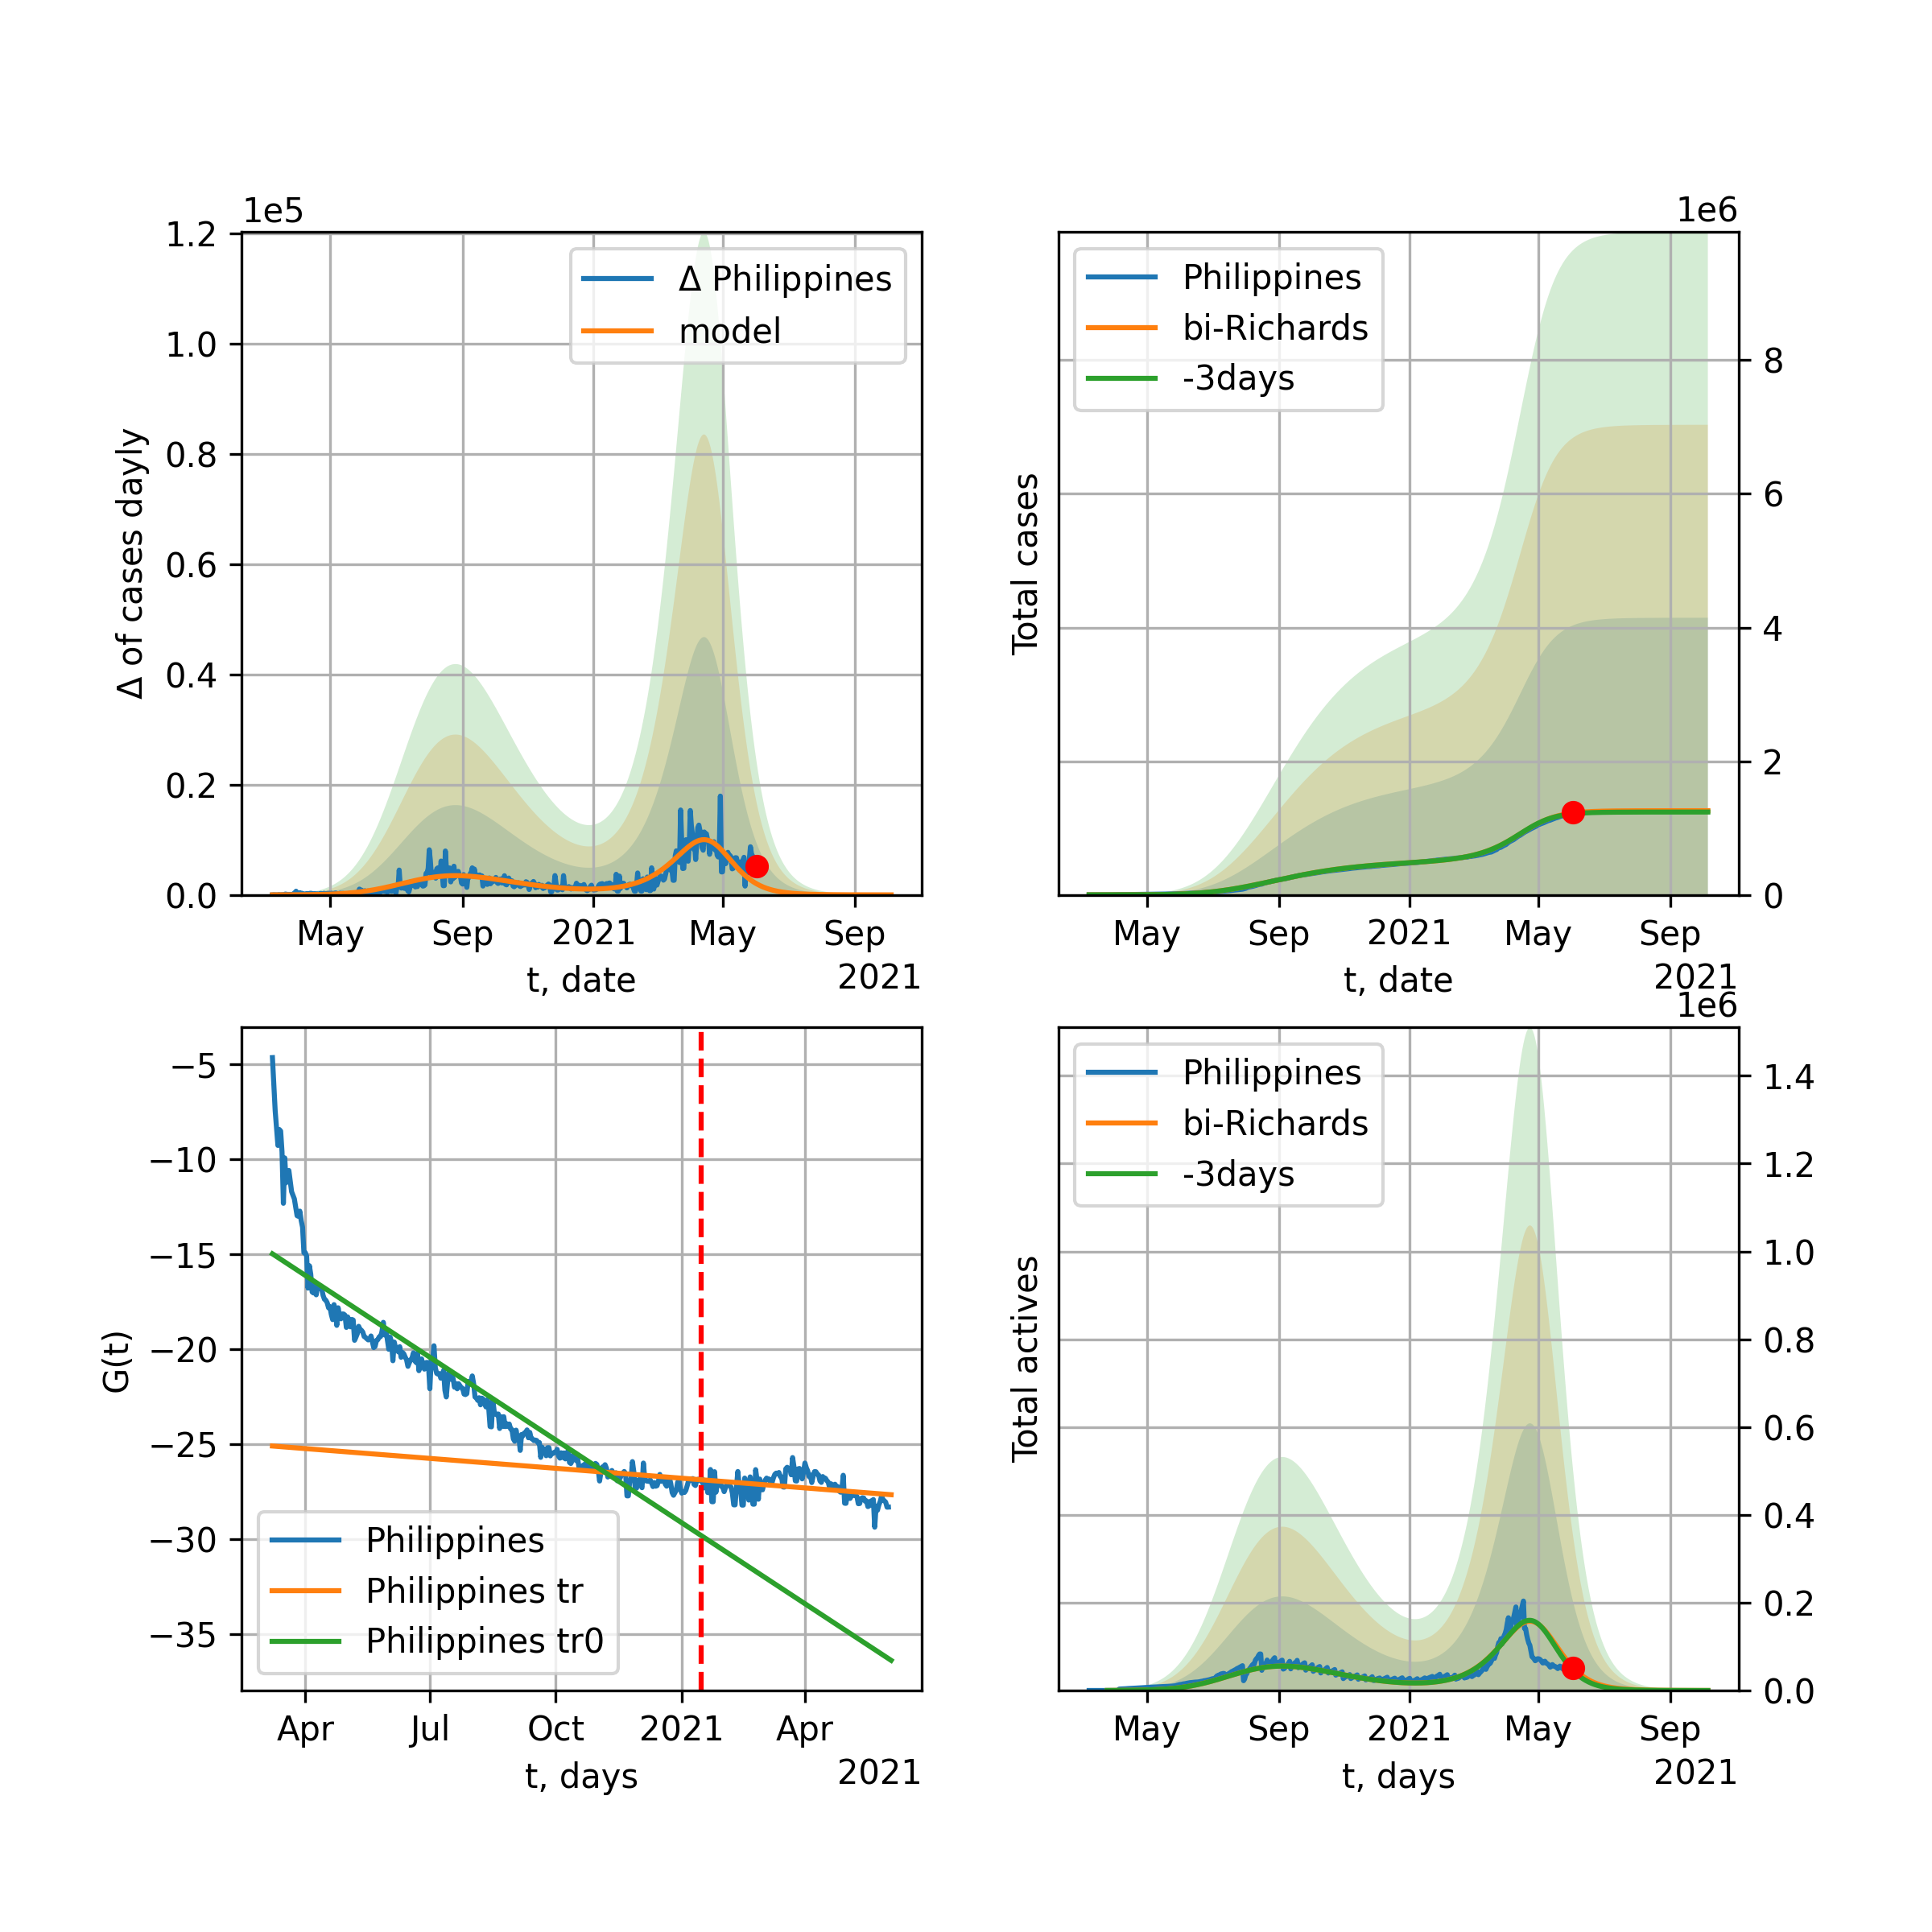 1e5
1.2
1.0
0.8
0.6
0.4
0.2
0.0
Δ of cases dayly
Δ Philippines
model
May Sep 2021 May Sep
t, date
2021
1e6
Philippines
bi-Richards
-3days
Total cases
8
6
4
2
0
May Sep 2021 May Sep
t, date
2021
−5
−10
−15
−20
−25
−30
−35
G(t)
Philippines
Philippines tr
Philippines tr0
Apr Jul Oct 2021 Apr
t, days
2021
1e6
Philippines
bi-Richards
-3days
Total actives
1.4
1.2
1.0
0.8
0.6
0.4
0.2
0.0
May Sep 2021 May Sep
t, days
2021